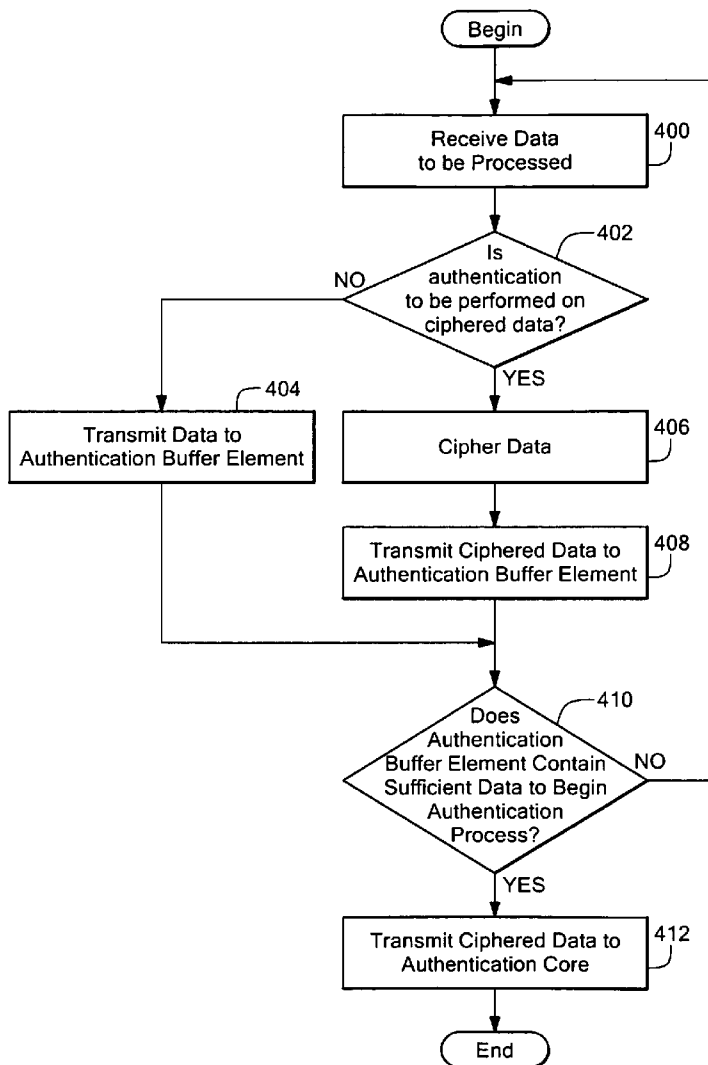 Begin
Receive Data
to be Processed
400
Is
authentication
to be performed on
ciphered data?
402
NO
YES
404
Transmit Data to
Authentication Buffer Element
Cipher Data
406
Transmit Ciphered Data to
Authentication Buffer Element
408
Does
Authentication
Buffer Element Contain
Sufficient Data to Begin
Authentication
Process?
410
NO
YES
Transmit Ciphered Data to
Authentication Core
412
End